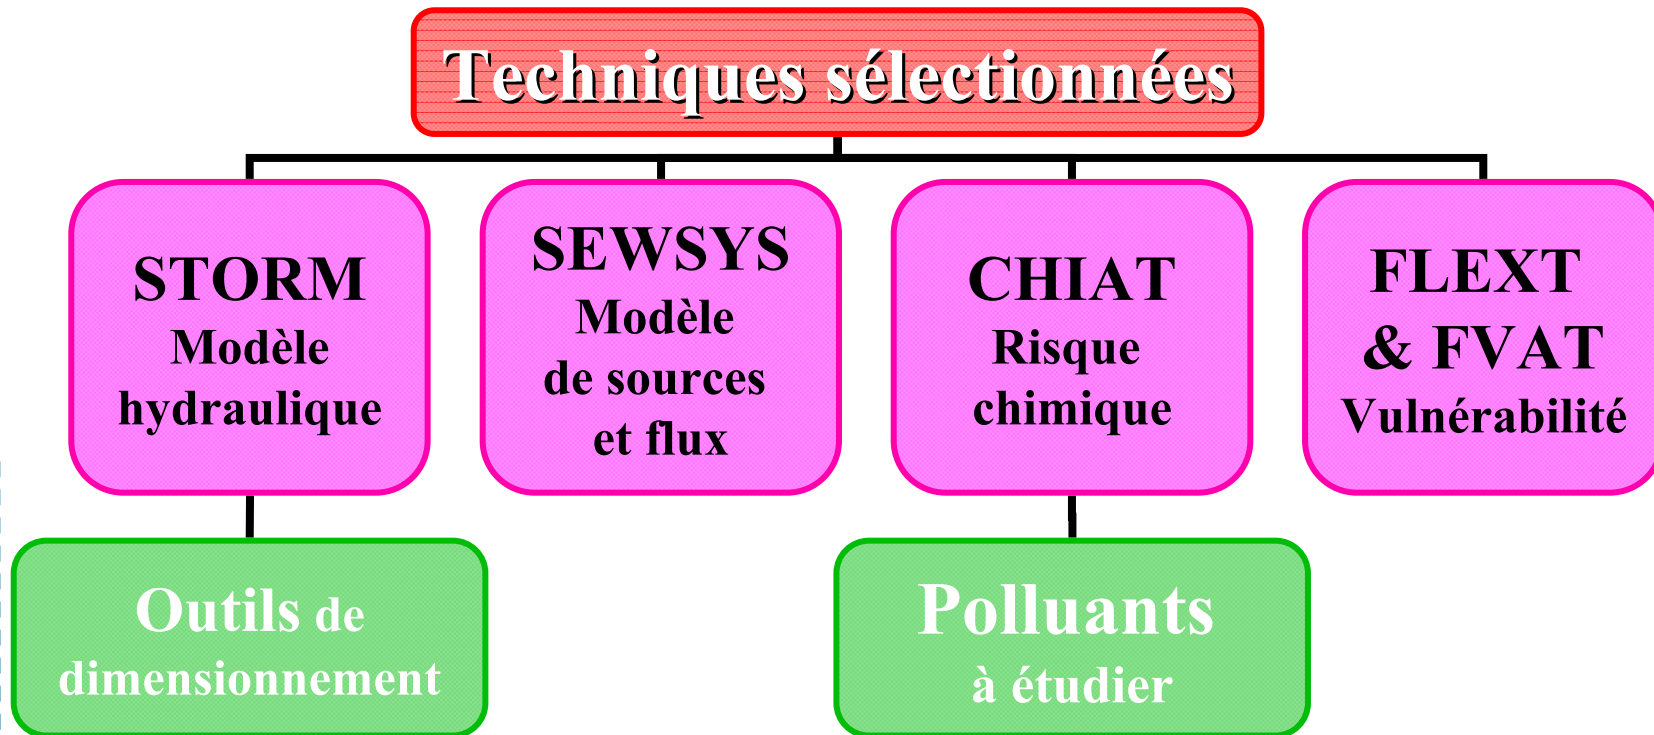 Techniques sélectionnées
STORM
Modèle
hydraulique
SEWSYS
Modèle
de sources
et flux
CHIAT
Risque
chimique
FLEXT
& FVAT
Vulnérabilité
Outils de
dimensionnement
Polluants
à étudier